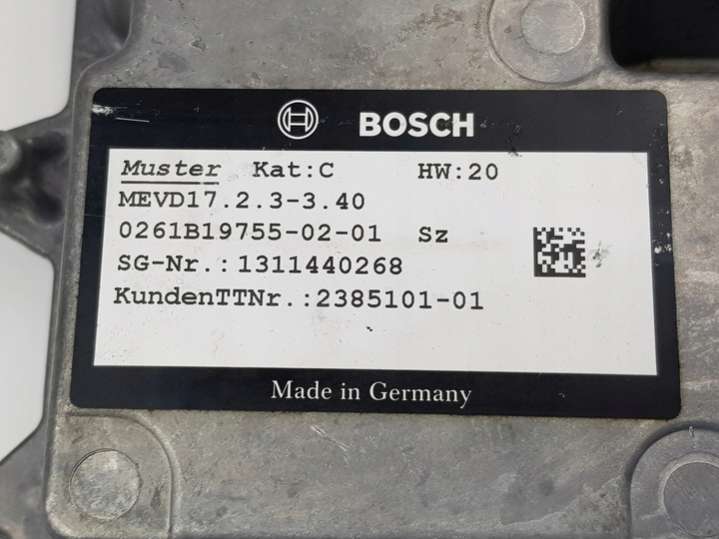 BOSCH
Muster Kat:C HW:20
MEVD17.2.3-3.40
0261B19755-02-01 Sz
SG-Nr.:1311440268
KundenTTNr.:2385101-01
Made in Germany